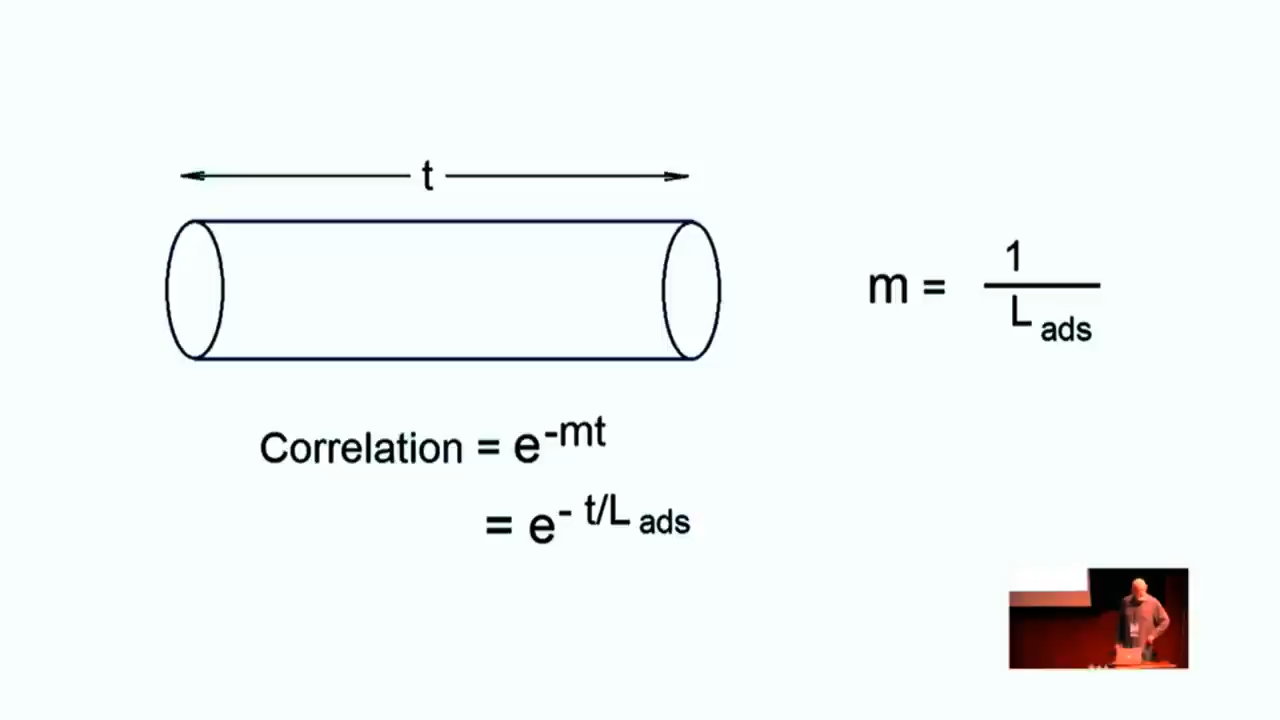 t
m = 1 / L ads
Correlation = e^-mt
= e^- t/L ads